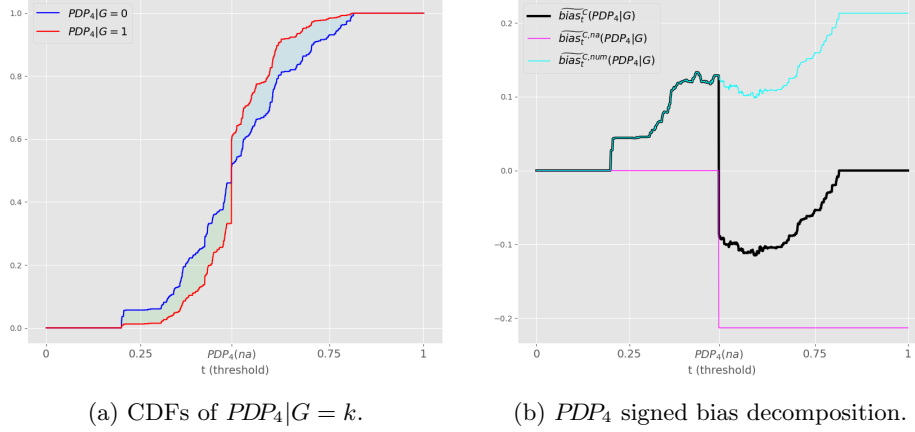 PDP₄|G = 0
PDP₄|G = 1
1.0
0.8
0.6
0.4
0.2
0.0
0
0.25
PDP₄(na)
0.75
1
t (threshold)
(a) CDFs of PDP₄|G = k.
bias̃ₜᶜ(PDP₄|G)
bias̃ₜ^{C,na}(PDP₄|G)
bias̃ₜ^{C,num}(PDP₄|G)
0.2
0.1
0.0
−0.1
−0.2
0
0.25
PDP₄(na)
0.75
1
t (threshold)
(b) PDP₄ signed bias decomposition.